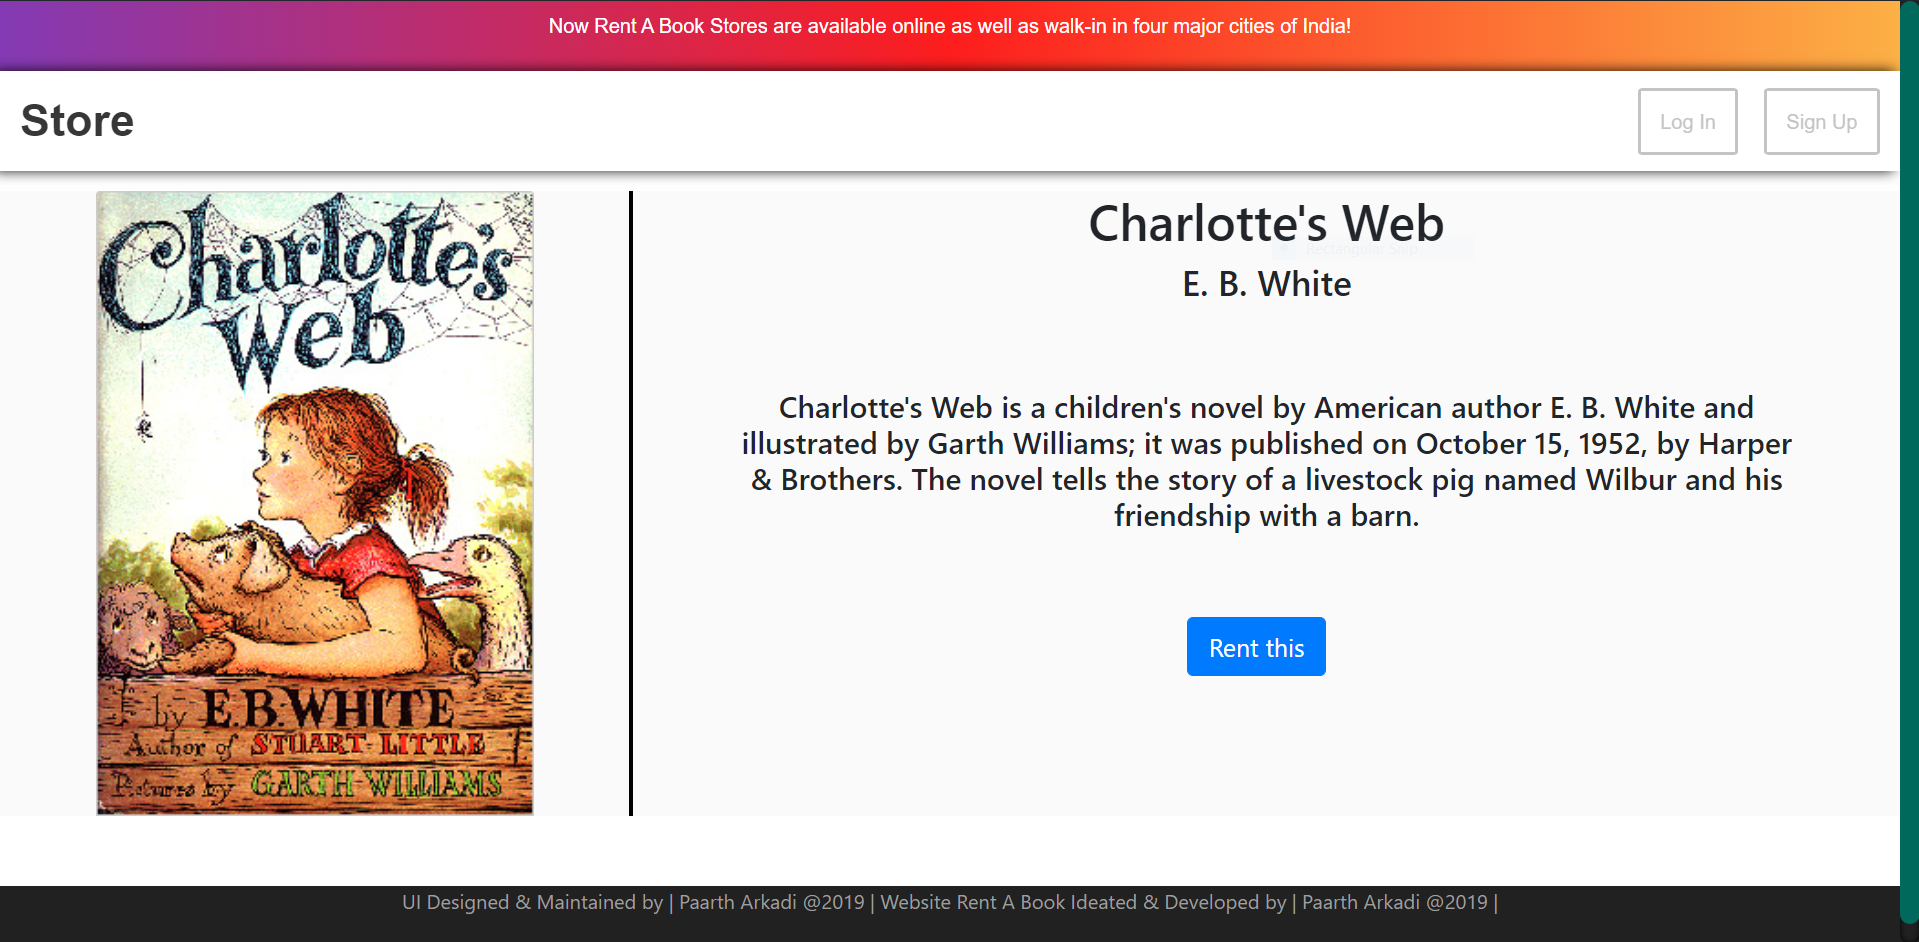 Now Rent A Book Stores are available online as well as walk-in in four major cities of India!
Store
Log In
Sign Up
Charlotte's
Web
by E.B.WHITE
Author of STUART LITTLE
Pictures by GARTH WILLIAMS
Charlotte's Web
Rectangular Snip
E. B. White
Charlotte's Web is a children's novel by American author E. B. White and
illustrated by Garth Williams; it was published on October 15, 1952, by Harper
& Brothers. The novel tells the story of a livestock pig named Wilbur and his
friendship with a barn.
Rent this
UI Designed & Maintained by | Paarth Arkadi @2019 | Website Rent A Book Ideated & Developed by | Paarth Arkadi @2019 |